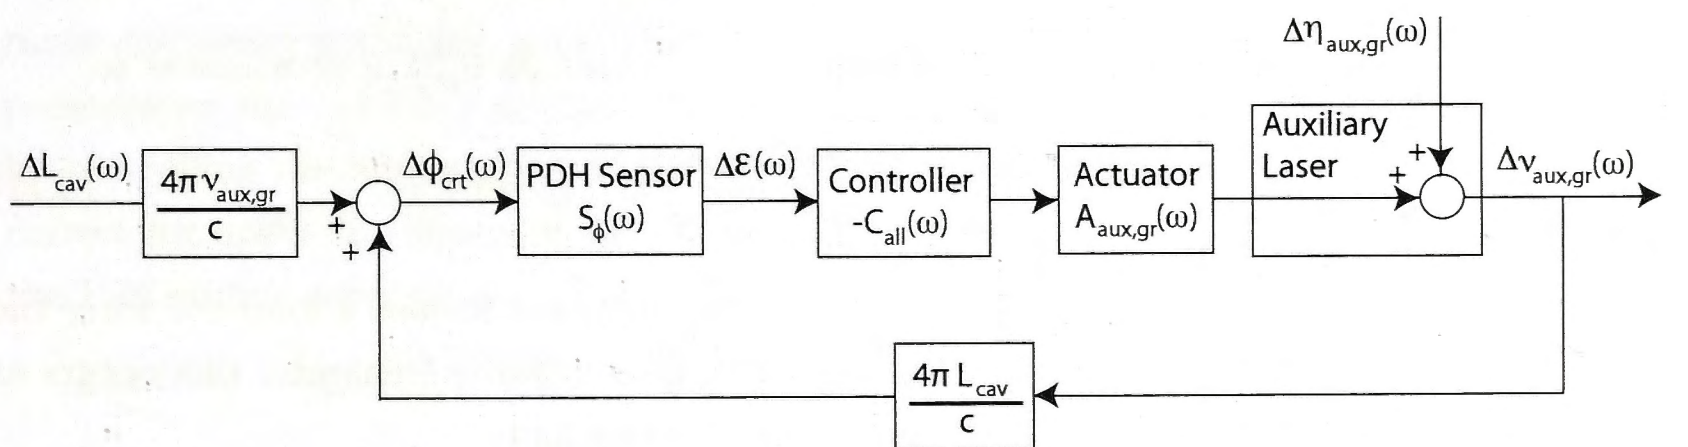 Δη_aux,gr(ω)
ΔL_cav(ω)
4π ν_aux,gr
c
+
+
Δϕ_crt(ω)
PDH Sensor
S_ϕ(ω)
Δε(ω)
Controller
-C_all(ω)
Actuator
A_aux,gr(ω)
Auxiliary
Laser
+
+
Δν_aux,gr(ω)
4π L_cav
c